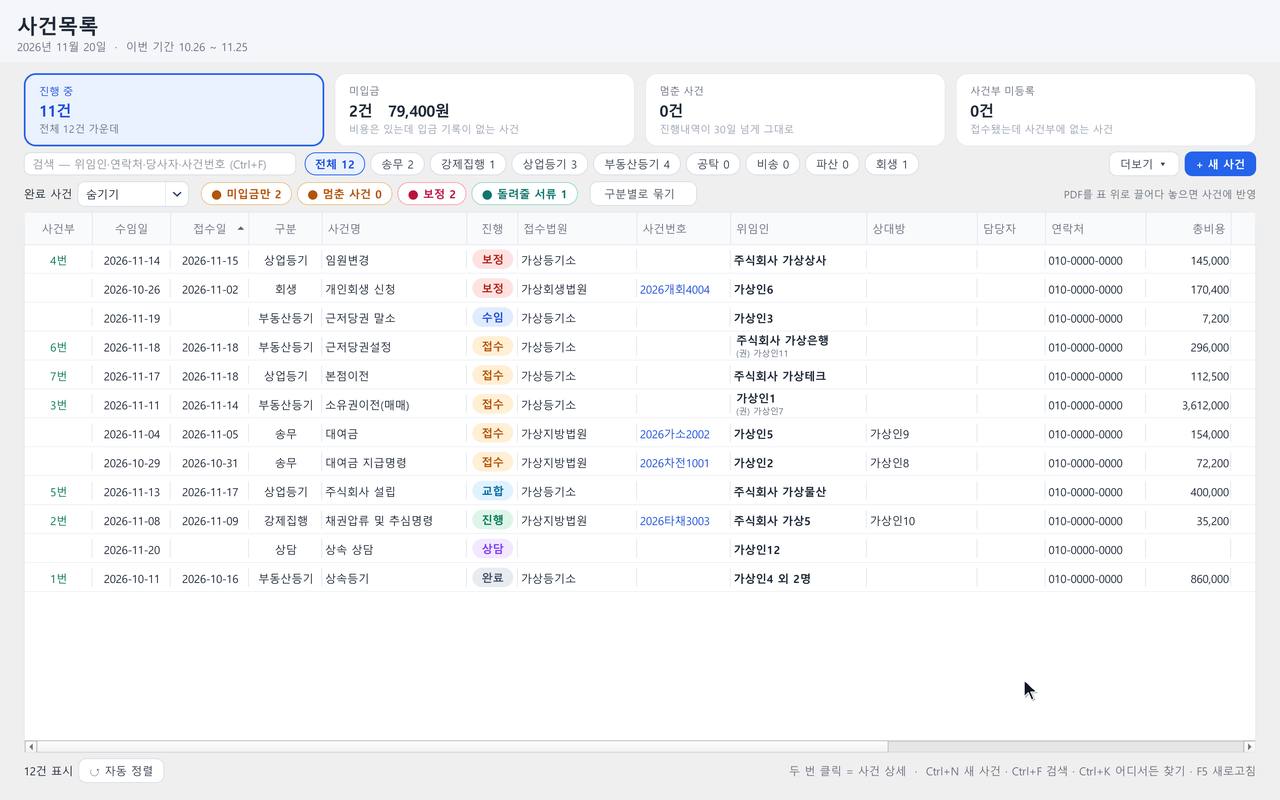 사건목록
2026년 11월 20일 · 이번 기간 10.26 ~ 11.25
진행 중
11건
전체 12건 가운데
미입금
2건 79,400원
비용은 있는데 입금 기록이 없는 사건
멈춘 사건
0건
진행내역이 30일 넘게 그대로
사건부 미등록
0건
접수됐는데 사건부에 없는 사건
검색 — 위임인·연락처·당사자·사건번호 (Ctrl+F) 전체 12 송무 2 강제집행 1 상업등기 3 부동산등기 4 공탁 0 비송 0 파산 0 회생 1 더보기 ▾ + 새 사건
완료 사건 숨기기 ● 미입금만 2 ● 멈춘 사건 0 ● 보정 2 ● 돌려줄 서류 1 구분별로 묶기 PDF를 표 위로 끌어다 놓으면 사건에 반영
사건부 수임일 접수일 구분 사건명 진행 접수법원 사건번호 위임인 상대방 담당자 연락처 총비용
4번 2026-11-14 2026-11-15 상업등기 임원변경 보정 가상등기소 주식회사 가상상사 010-0000-0000 145,000
2026-10-26 2026-11-02 회생 개인회생 신청 보정 가상회생법원 2026개회4004 가상인6 010-0000-0000 170,400
2026-11-19 부동산등기 근저당권 말소 수임 가상등기소 가상인3 010-0000-0000 7,200
6번 2026-11-18 2026-11-18 부동산등기 근저당권설정 접수 가상등기소 주식회사 가상은행 010-0000-0000 296,000
(권) 가상인11
7번 2026-11-17 2026-11-18 상업등기 본점이전 접수 가상등기소 주식회사 가상테크 010-0000-0000 112,500
3번 2026-11-11 2026-11-14 부동산등기 소유권이전(매매) 접수 가상등기소 가상인1 010-0000-0000 3,612,000
(권) 가상인7
2026-11-04 2026-11-05 송무 대여금 접수 가상지방법원 2026가소2002 가상인5 가상인9 010-0000-0000 154,000
2026-10-29 2026-10-31 송무 대여금 지급명령 접수 가상지방법원 2026차전1001 가상인2 가상인8 010-0000-0000 72,200
5번 2026-11-13 2026-11-17 상업등기 주식회사 설립 교합 가상등기소 주식회사 가상물산 010-0000-0000 400,000
2번 2026-11-08 2026-11-09 강제집행 채권압류 및 추심명령 진행 가상지방법원 2026타채3003 주식회사 가상5 가상인10 010-0000-0000 35,200
2026-11-20 상담 상속 상담 상담 가상인12 010-0000-0000
1번 2026-10-11 2026-10-16 부동산등기 상속등기 완료 가상등기소 가상인4 외 2명 010-0000-0000 860,000
12건 표시 자동 정렬 두 번 클릭 = 사건 상세 · Ctrl+N 새 사건 · Ctrl+F 검색 · Ctrl+K 어디서든 찾기 · F5 새로고침